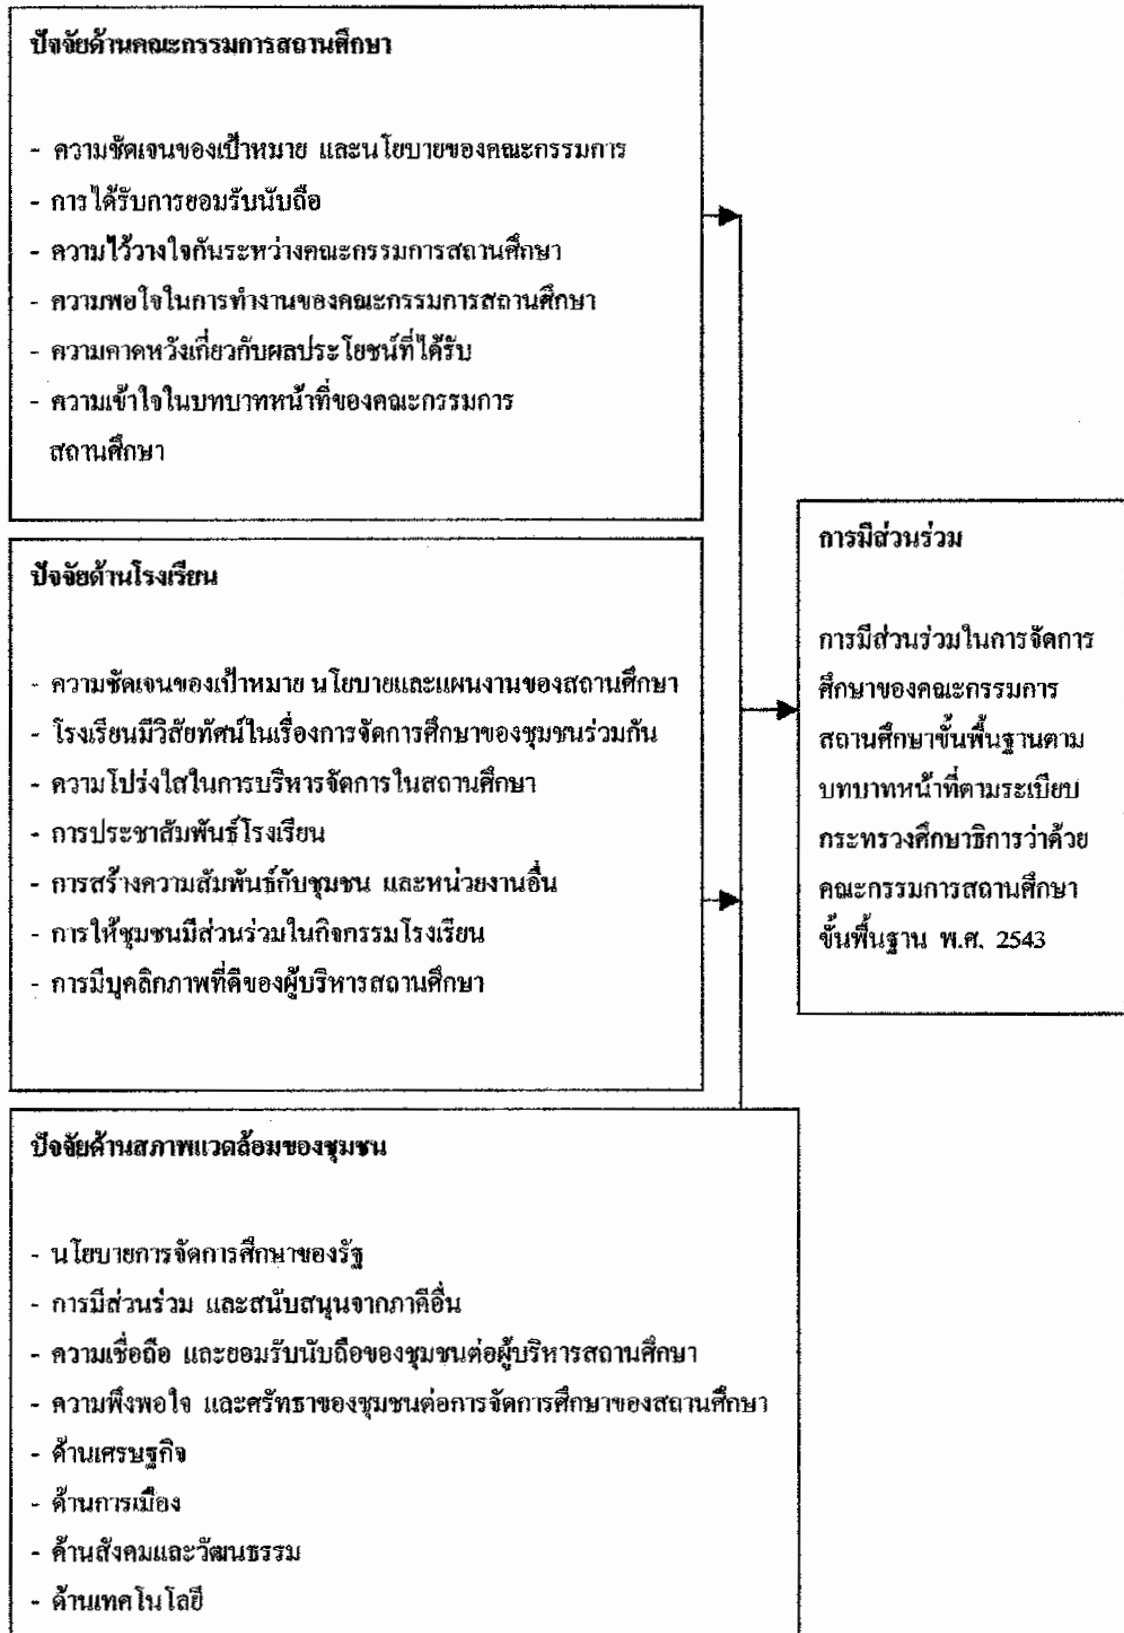 ปัจจัยด้านคณะกรรมการสถานศึกษา
- ความชัดเจนของเป้าหมาย และนโยบายของคณะกรรมการ
- การได้รับการยอมรับนับถือ
- ความไว้วางใจกันระหว่างคณะกรรมการสถานศึกษา
- ความพอใจในการทำงานของคณะกรรมการสถานศึกษา
- ความคาดหวังเกี่ยวกับผลประโยชน์ที่ได้รับ
- ความเข้าใจในบทบาทหน้าที่ของคณะกรรมการ
สถานศึกษา
ปัจจัยด้านโรงเรียน
- ความชัดเจนของเป้าหมาย นโยบายและแผนงานของสถานศึกษา
- โรงเรียนมีวิสัยทัศน์ในเรื่องการจัดการศึกษาของชุมชนร่วมกัน
- ความโปร่งใสในการบริหารจัดการในสถานศึกษา
- การประชาสัมพันธ์โรงเรียน
- การสร้างความสัมพันธ์กับชุมชน และหน่วยงานอื่น
- การให้ชุมชนมีส่วนร่วมในกิจกรรมโรงเรียน
- การมีบุคลิกภาพที่ดีของผู้บริหารสถานศึกษา
ปัจจัยด้านสภาพแวดล้อมของชุมชน
- นโยบายการจัดการศึกษาของรัฐ
- การมีส่วนร่วม และสนับสนุนจากภาคีอื่น
- ความเชื่อถือ และยอมรับนับถือของชุมชนต่อผู้บริหารสถานศึกษา
- ความพึงพอใจ และศรัทธาของชุมชนต่อการจัดการศึกษาของสถานศึกษา
- ด้านเศรษฐกิจ
- ด้านการเมือง
- ด้านสังคมและวัฒนธรรม
- ด้านเทคโนโลยี
การมีส่วนร่วม
การมีส่วนร่วมในการจัดการ
ศึกษาของคณะกรรมการ
สถานศึกษาขั้นพื้นฐานตาม
บทบาทหน้าที่ตามระเบียบ
กระทรวงศึกษาธิการว่าด้วย
คณะกรรมการสถานศึกษา
ขั้นพื้นฐาน พ.ศ. 2543